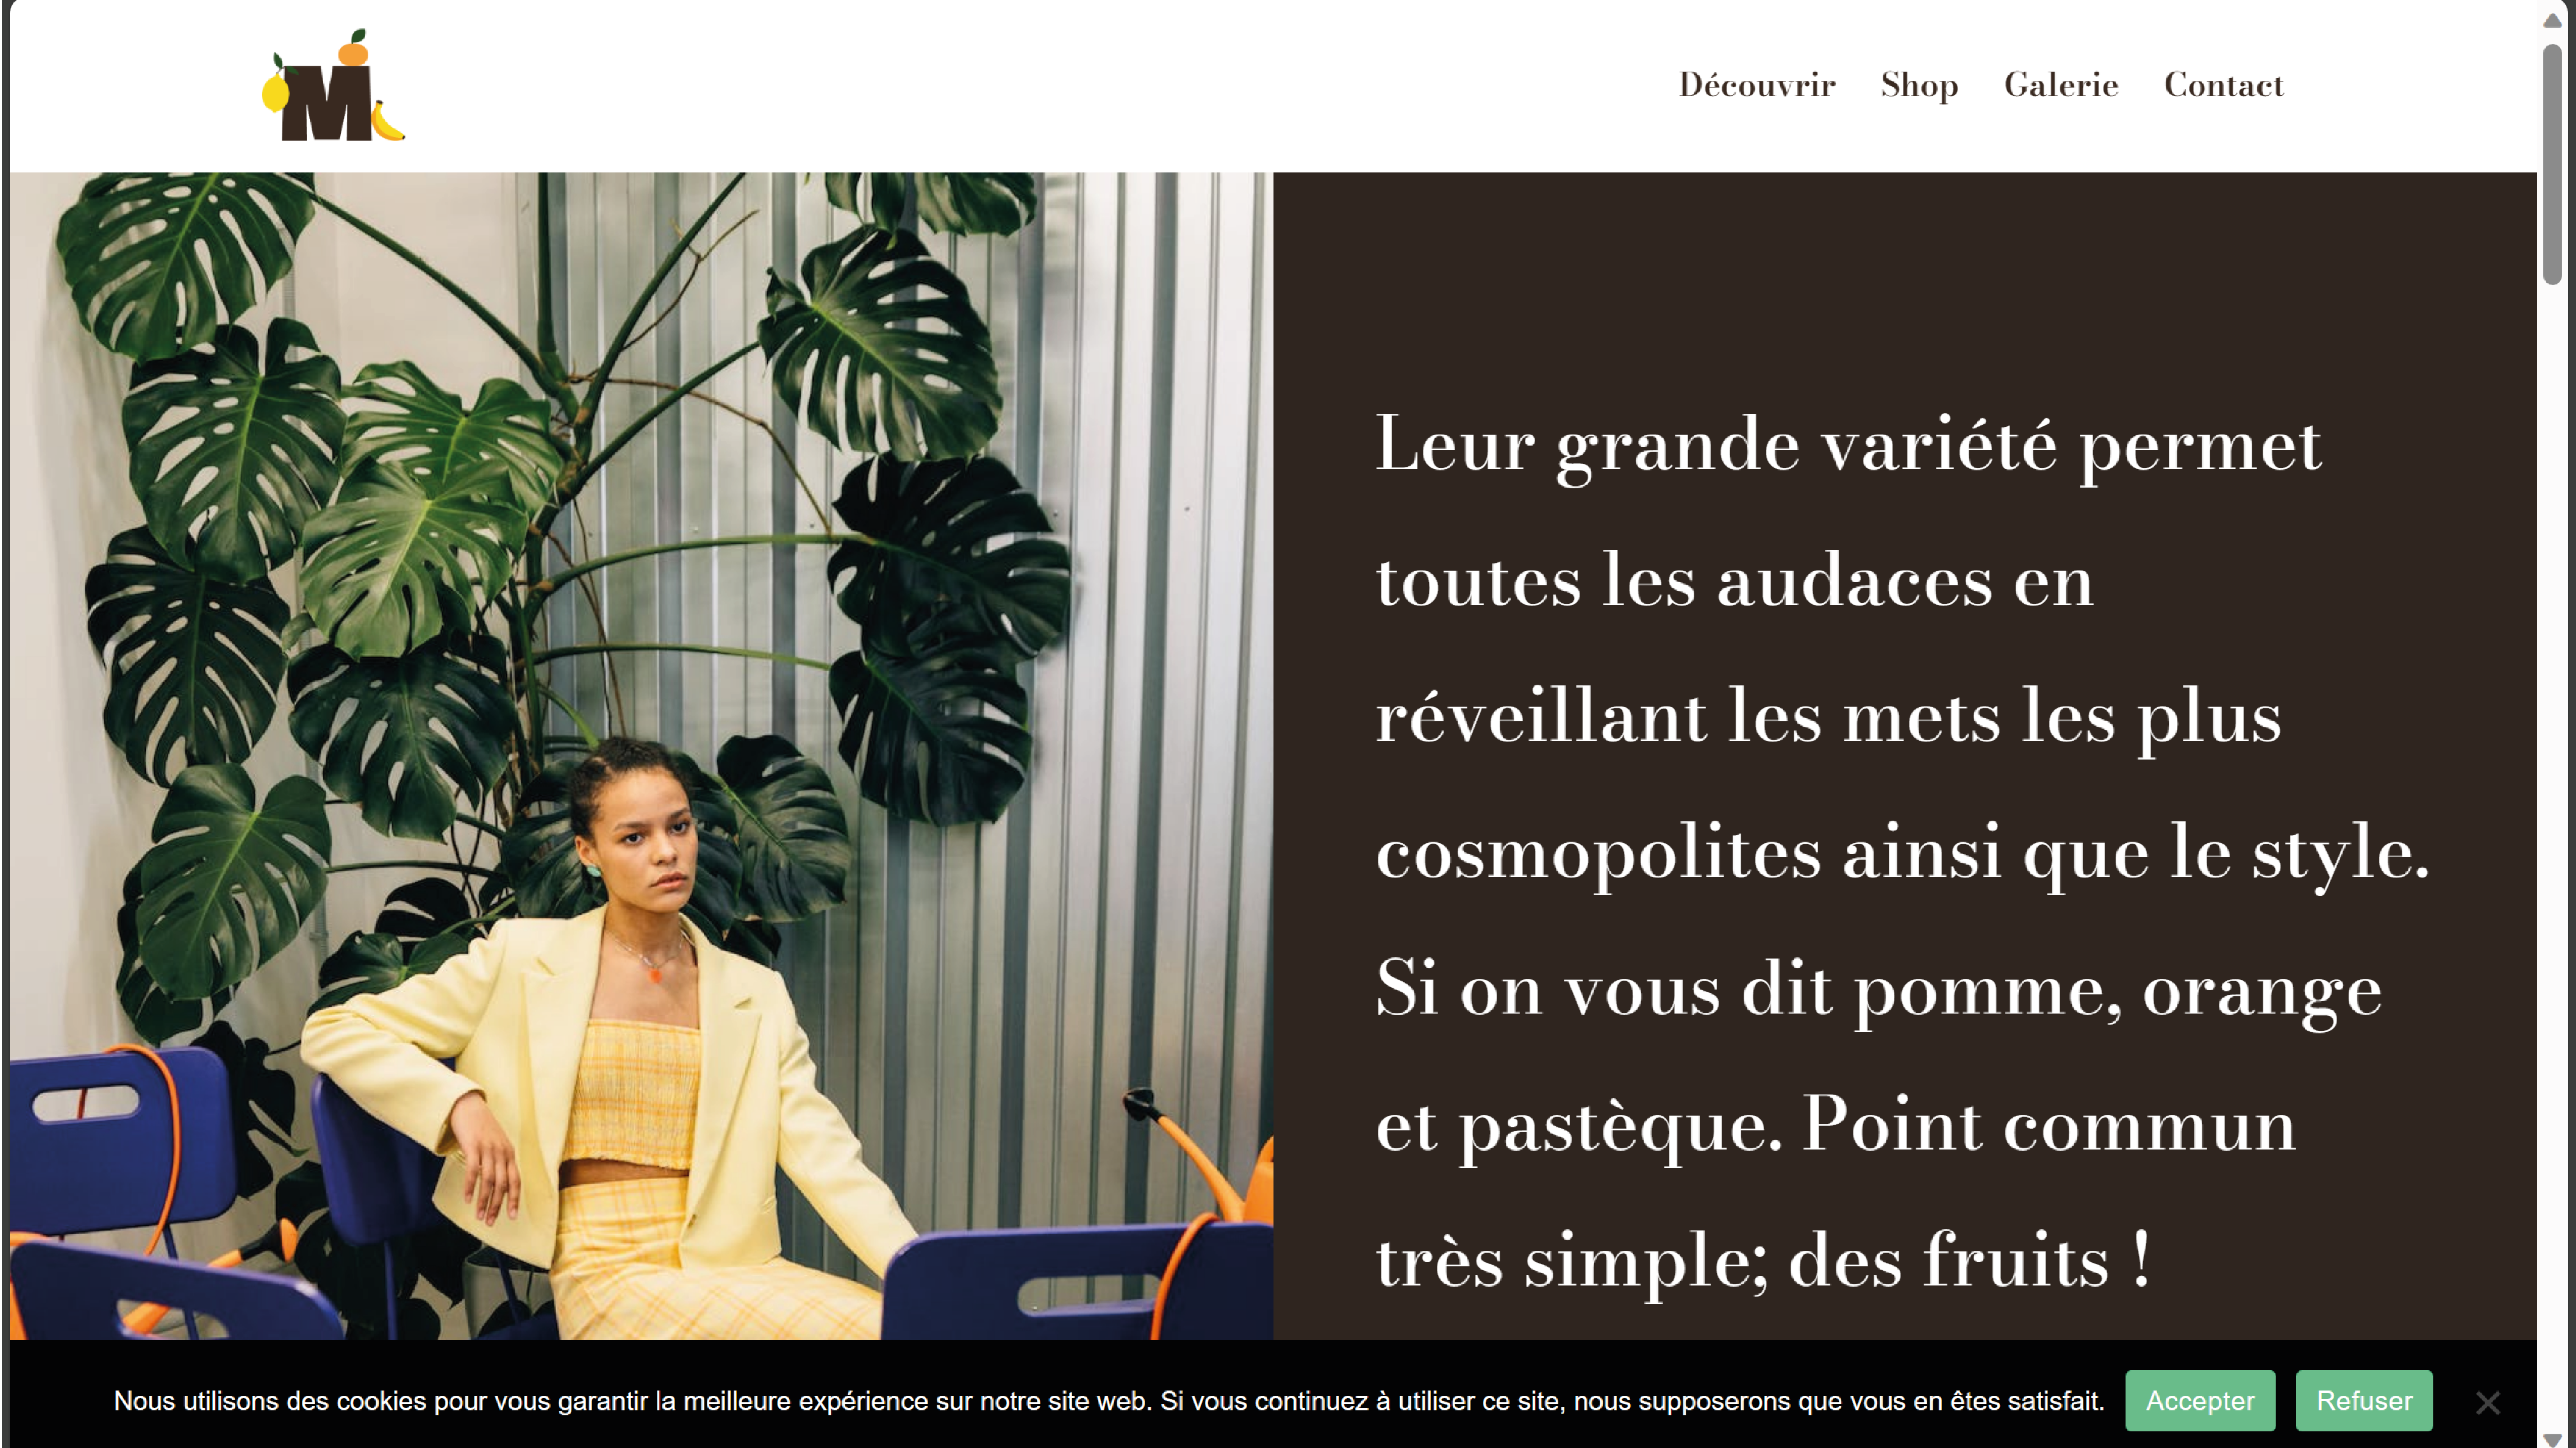 M
Découvrir Shop Galerie Contact
Leur grande variété permet
toutes les audaces en
réveillant les mets les plus
cosmopolites ainsi que le style.
Si on vous dit pomme, orange
et pastèque. Point commun
très simple; des fruits !
Nous utilisons des cookies pour vous garantir la meilleure expérience sur notre site web. Si vous continuez à utiliser ce site, nous supposerons que vous en êtes satisfait. Accepter Refuser